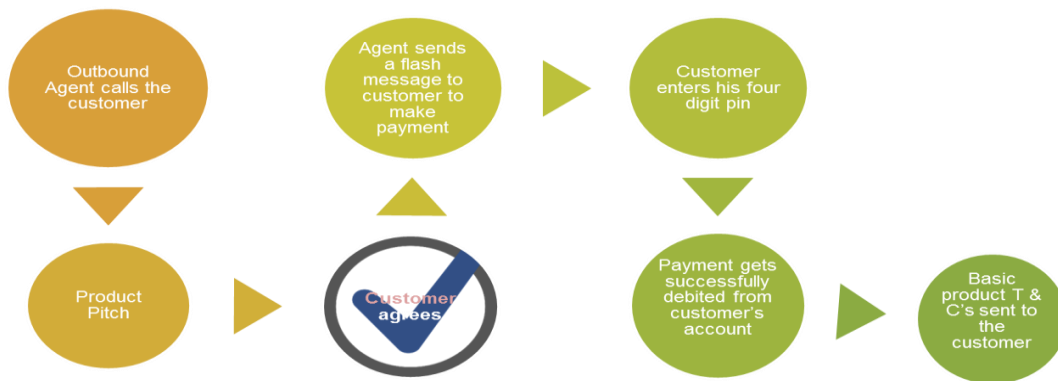 Outbound
Agent calls the
customer
Product
Pitch
Customer
agrees
Agent sends
a flash
message to
customer to
make
payment
Customer
enters his four
digit pin
Payment gets
successfully
debited from
customer's
account
Basic
product T &
C's sent to
the
customer